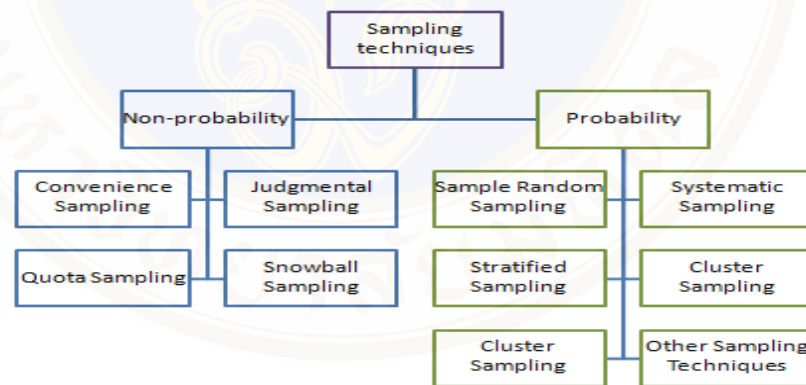 Sampling
techniques
Non-probability
Probability
Convenience
Sampling
Judgmental
Sampling
Sample Random
Sampling
Systematic
Sampling
Quota Sampling
Snowball
Sampling
Stratified
Sampling
Cluster
Sampling
Cluster
Sampling
Other Sampling
Techniques